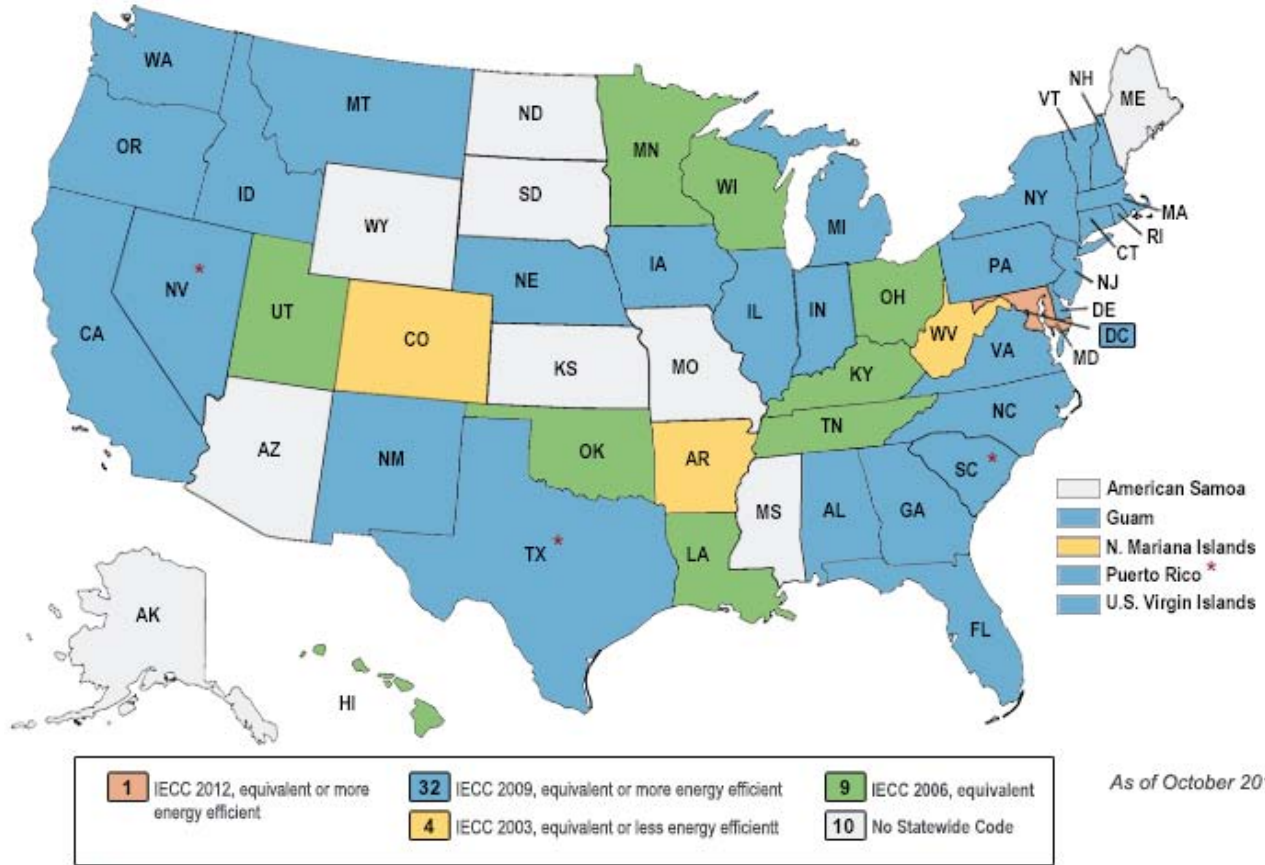 WA
MT
ND
MN
VT
NH
ME
OR
ID
SD
WI
NY
MA
WY
MI
RI
CT
NV *
NE
IA
PA
NJ
UT
IL
IN
OH
DE
DC
CA
CO
WV
VA
MD
KS
MO
KY
NC
AZ
NM
OK
AR
TN
SC *
MS
AL
GA
TX *
LA
FL
AK
HI
American Samoa
Guam
N. Mariana Islands
Puerto Rico *
U.S. Virgin Islands
1 IECC 2012, equivalent or more
energy efficient
32 IECC 2009, equivalent or more energy efficient
4 IECC 2003, equivalent or less energy efficientt
9 IECC 2006, equivalent
10 No Statewide Code
As of October 20